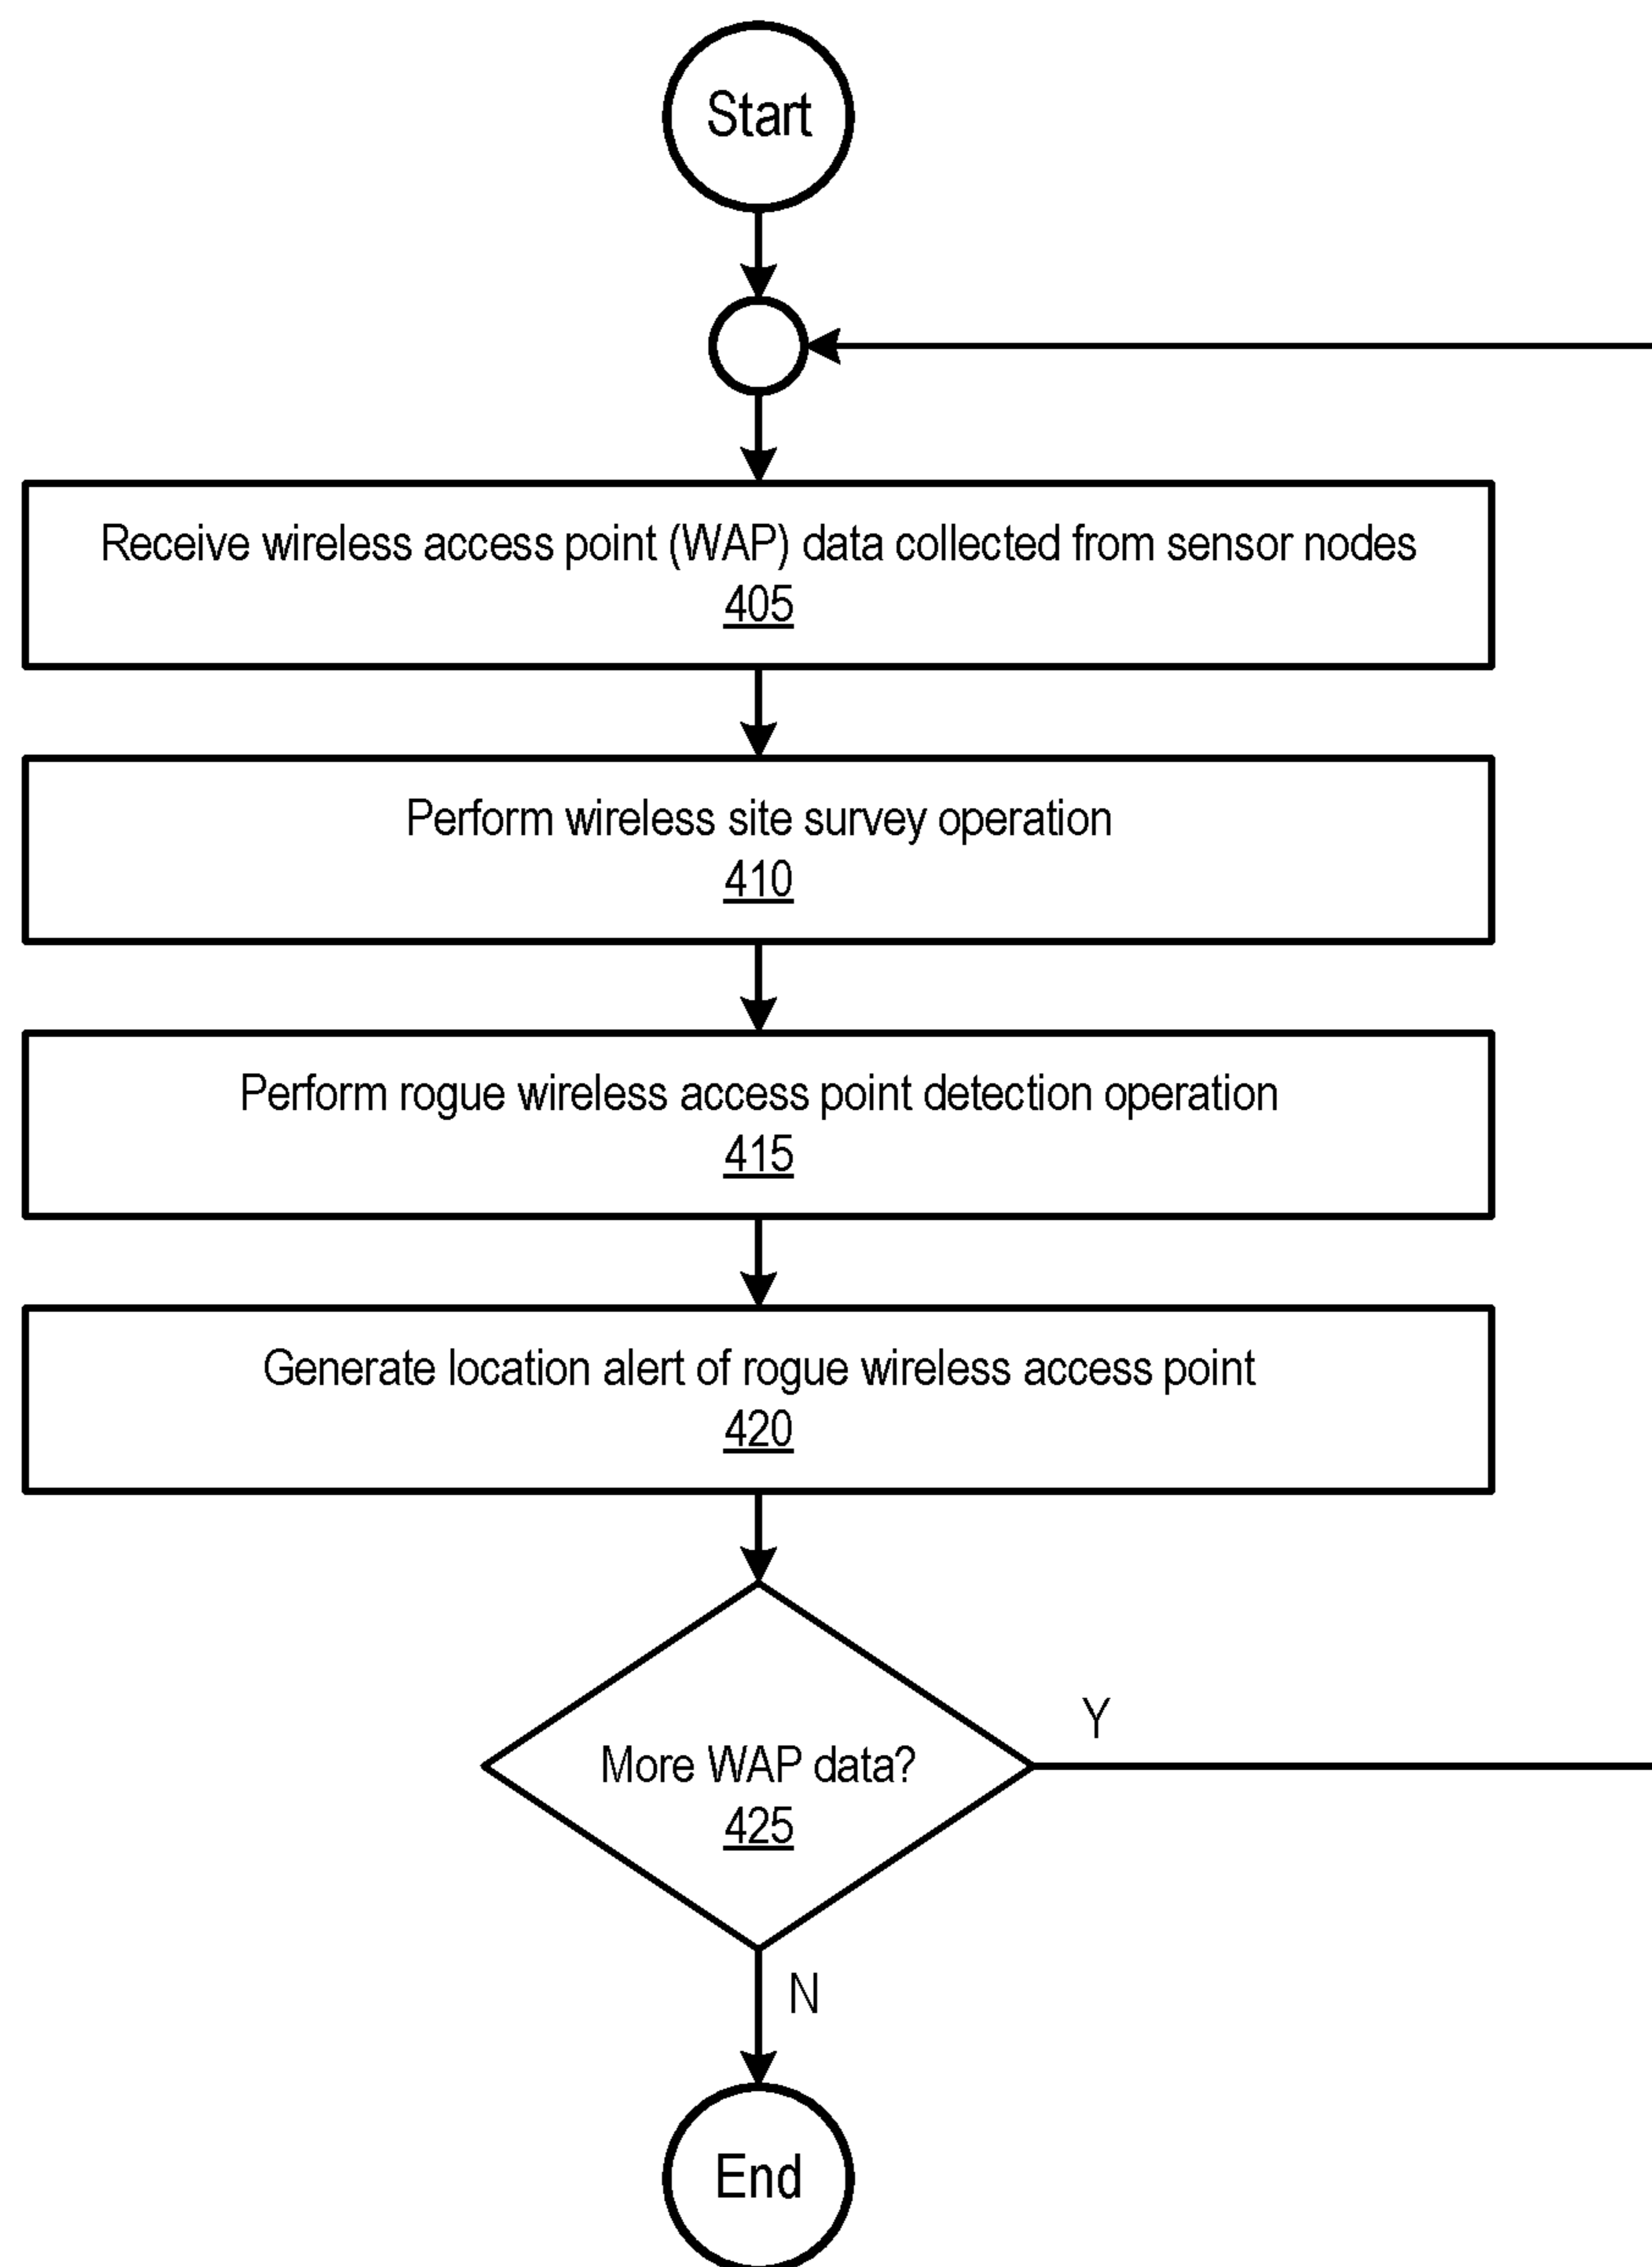 Start
Receive wireless access point (WAP) data collected from sensor nodes
405
Perform wireless site survey operation
410
Perform rogue wireless access point detection operation
415
Generate location alert of rogue wireless access point
420
Y
More WAP data?
425
N
End